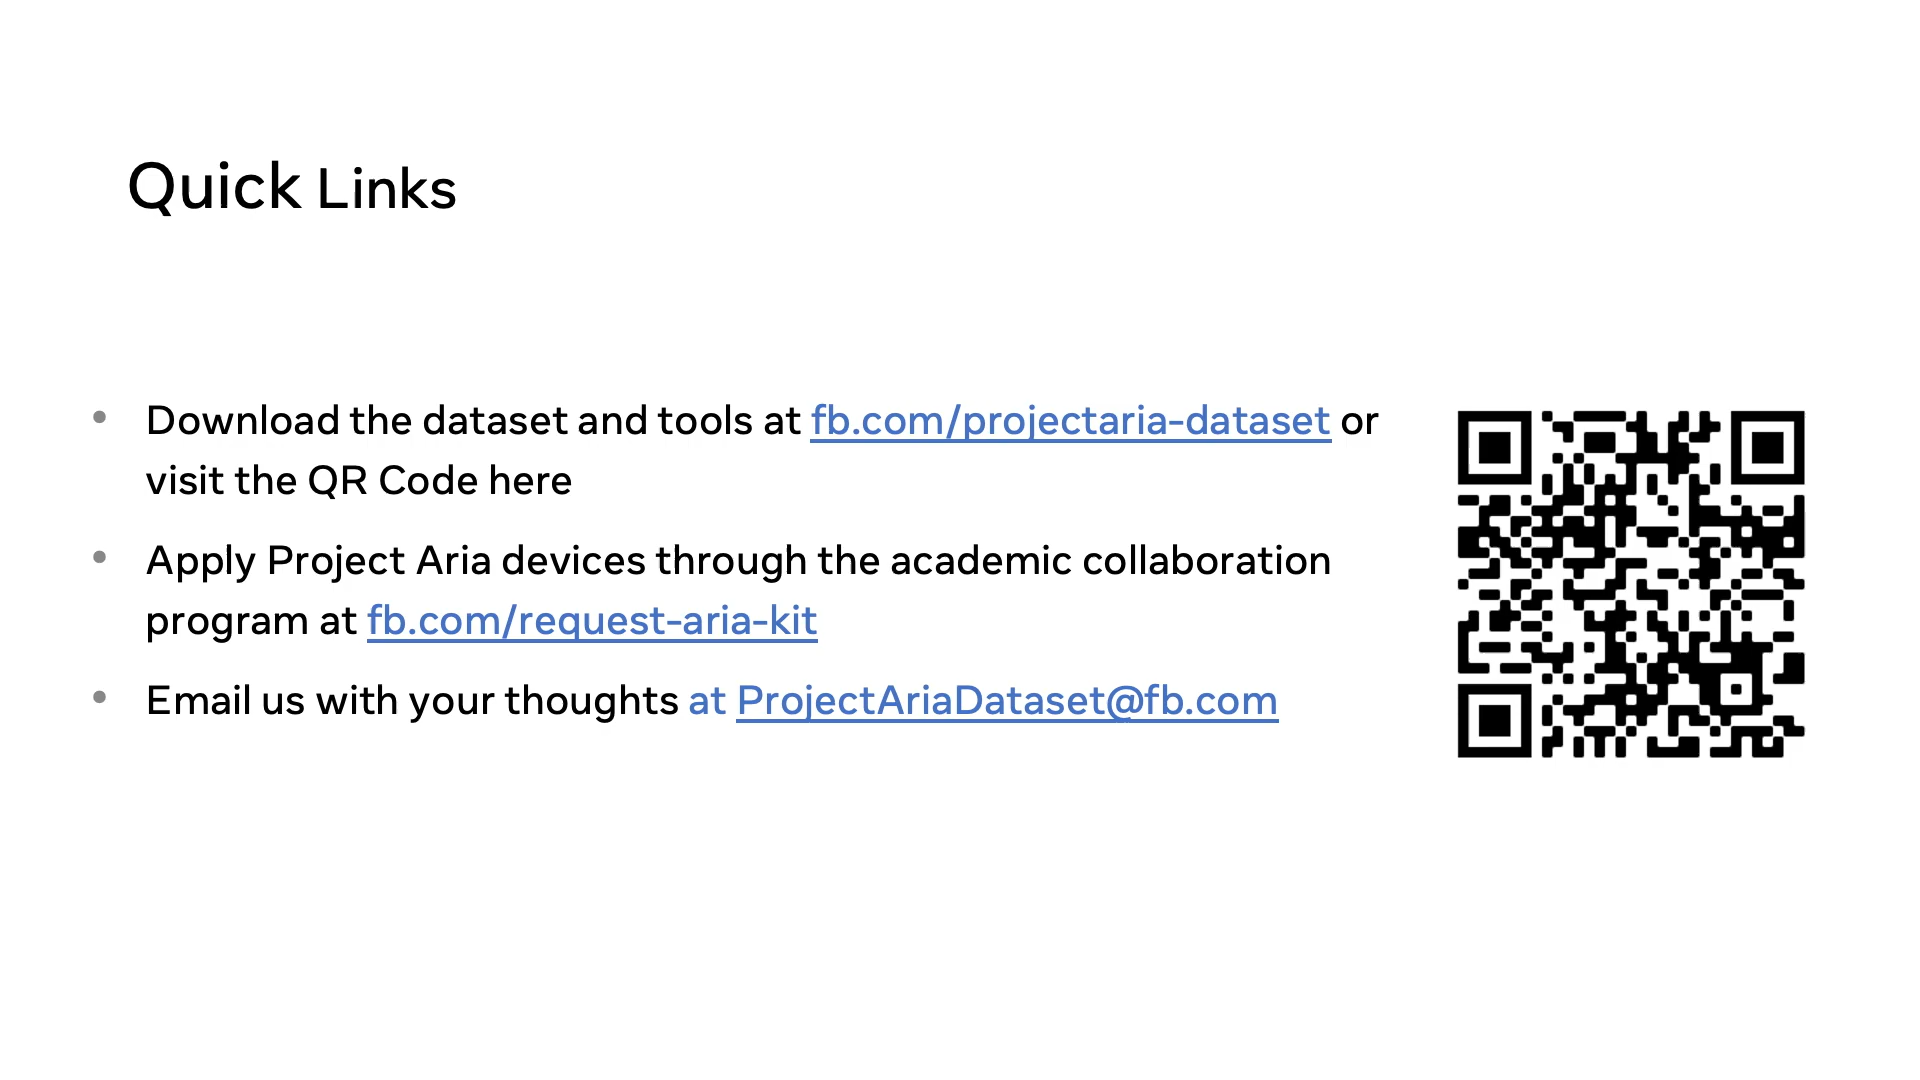 Quick Links
• Download the dataset and tools at fb.com/projectaria-dataset or
visit the QR Code here
• Apply Project Aria devices through the academic collaboration
program at fb.com/request-aria-kit
• Email us with your thoughts at ProjectAriaDataset@fb.com